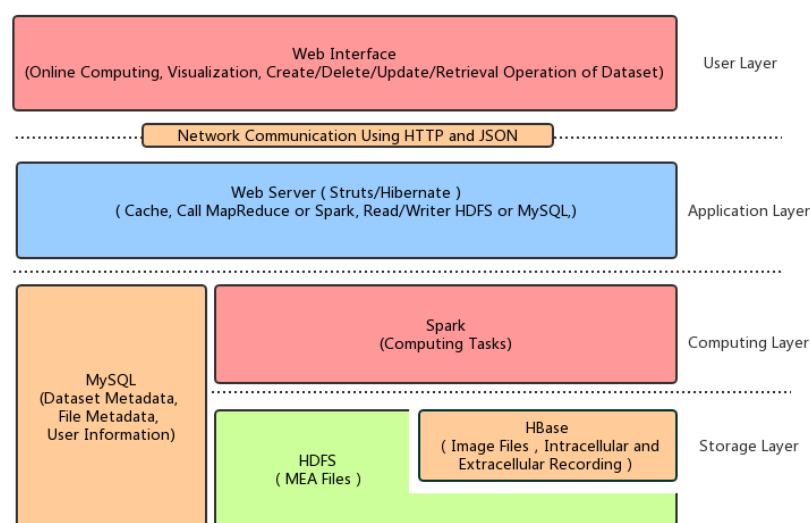 Web Interface
(Online Computing, Visualization, Create/Delete/Update/Retrieval Operation of Dataset)
User Layer
Network Communication Using HTTP and JSON
Web Server ( Struts/Hibernate )
( Cache, Call MapReduce or Spark, Read/Writer HDFS or MySQL,)
Application Layer
Spark
(Computing Tasks)
Computing Layer
MySQL
(Dataset Metadata,
File Metadata,
User Information)
HBase
( Image Files , Intracellular and
Extracellular Recording )
Storage Layer
HDFS
( MEA Files )